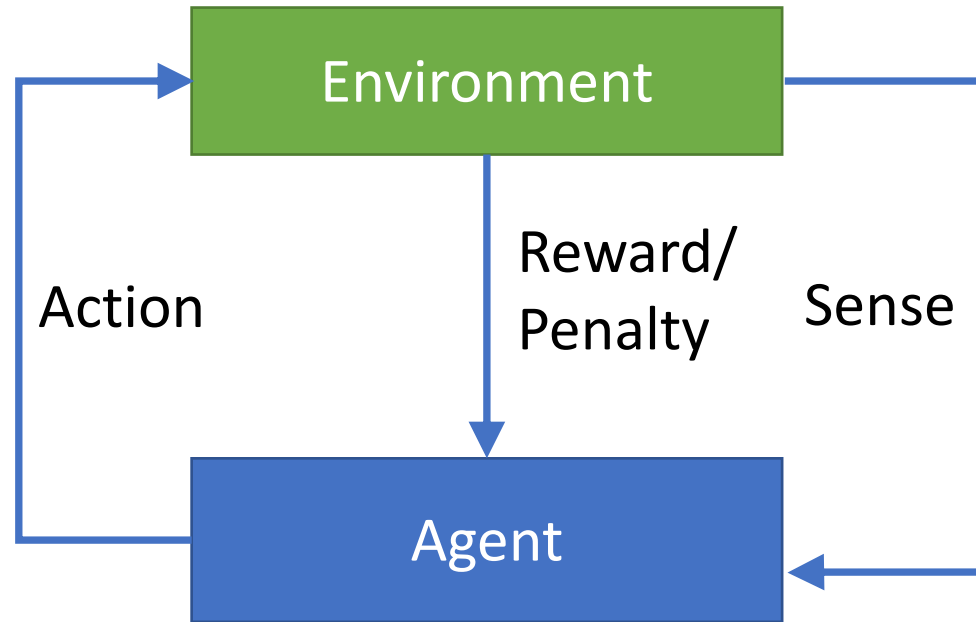 Environment
Action
Reward/
Penalty
Sense
Agent